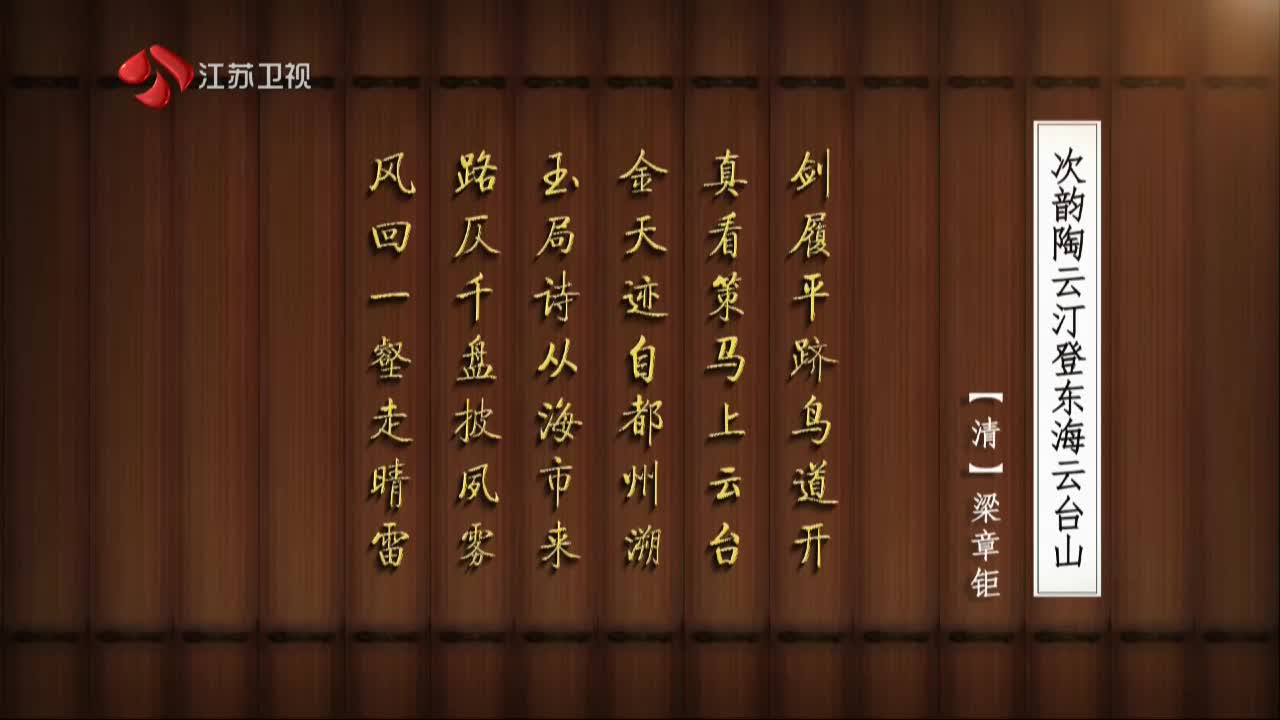 江苏卫视
次韵陶云汀登东海云台山
【清】梁章钜
剑履平跻鸟道开
真看策马上云台
金天迹自都州溯
玉局诗从海市来
路仄千盘披夙雾
风回一壑走晴雷